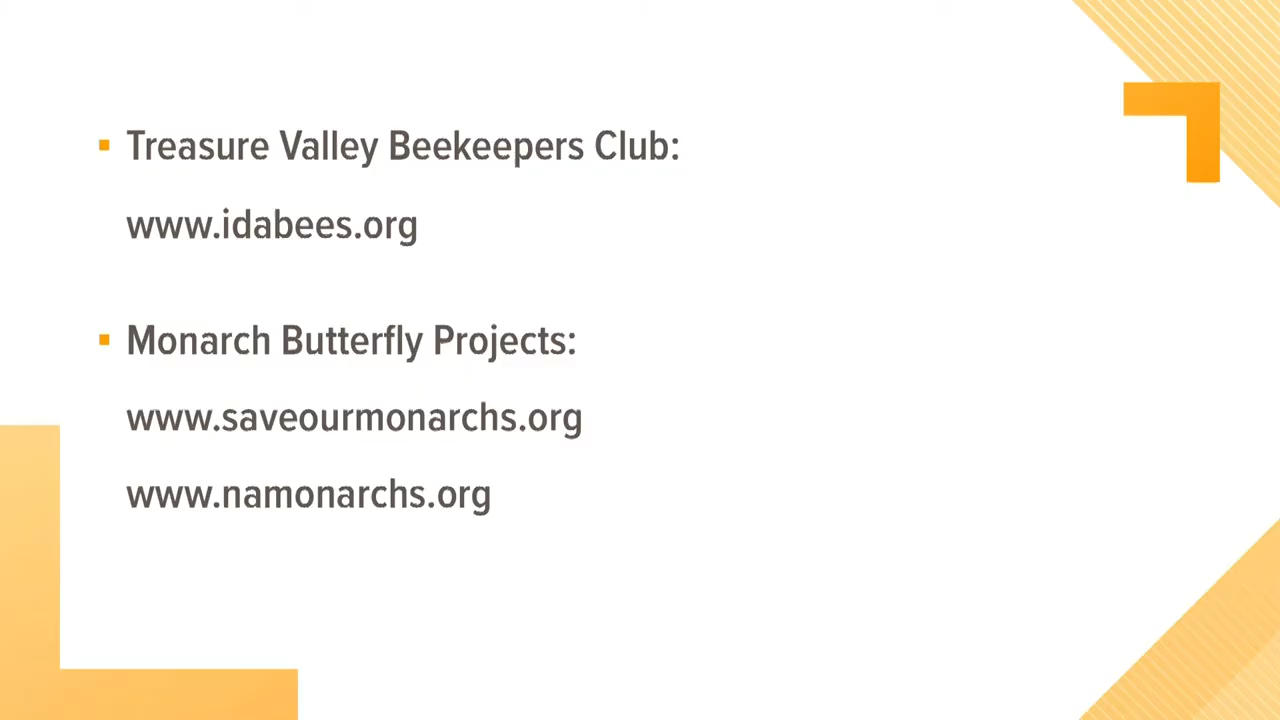 Treasure Valley Beekeepers Club:
www.idabees.org
Monarch Butterfly Projects:
www.saveourmonarchs.org
www.namonarchs.org